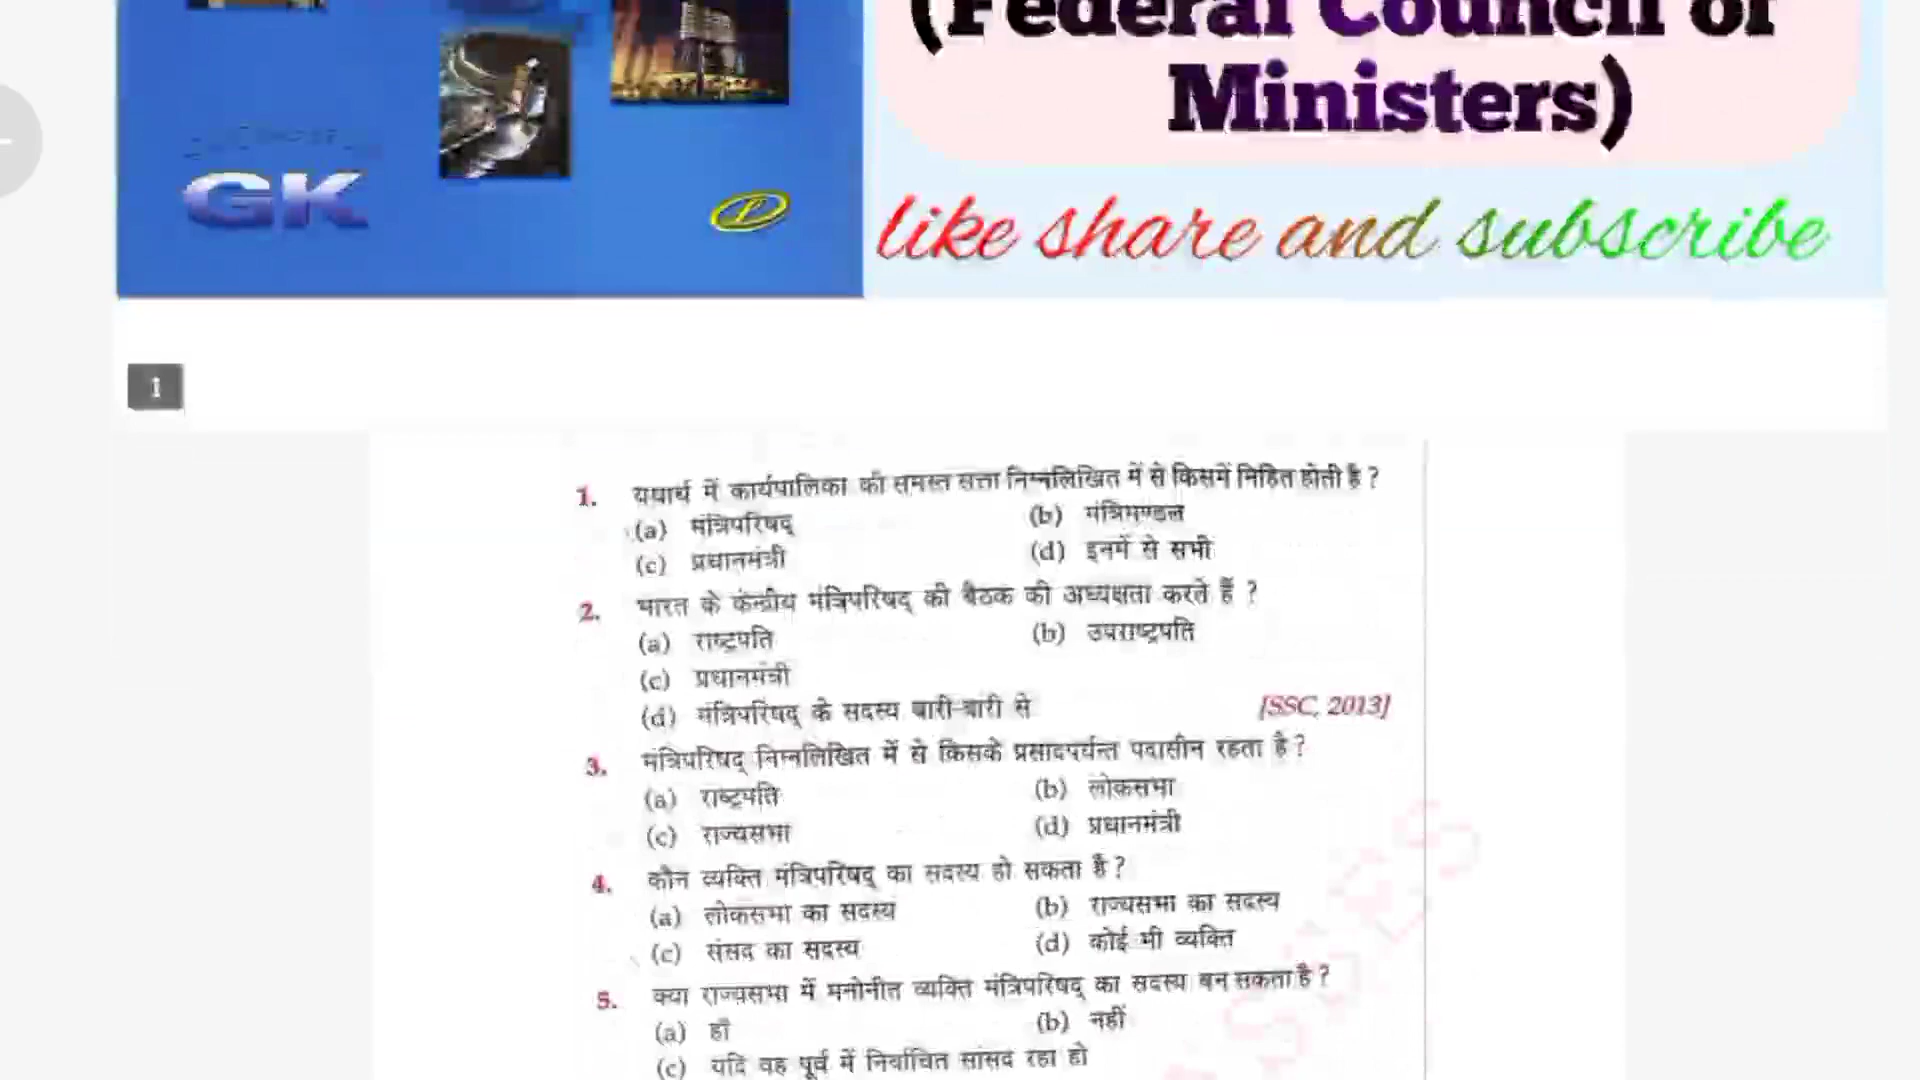 (Federal Council of
Ministers)
GK
like share and subscribe
1
1. यथार्थ में कार्यपालिका की समस्त सत्ता निम्नलिखित में से किसमें निहित होती है ?
(a) मंत्रिपरिषद् (b) मंत्रिमण्डल
(c) प्रधानमंत्री (d) इनमें से सभी
2. भारत के केन्द्रीय मंत्रिपरिषद् की बैठक की अध्यक्षता करते हैं ?
(a) राष्ट्रपति (b) उपराष्ट्रपति
(c) प्रधानमंत्री
(d) मंत्रिपरिषद् के सदस्य बारी-बारी से [SSC, 2013]
3. मंत्रिपरिषद् निम्नलिखित में से किसके प्रसादपर्यन्त पदासीन रहता है ?
(a) राष्ट्रपति (b) लोकसभा
(c) राज्यसभा (d) प्रधानमंत्री
4. कौन व्यक्ति मंत्रिपरिषद् का सदस्य हो सकता है ?
(a) लोकसभा का सदस्य (b) राज्यसभा का सदस्य
(c) संसद का सदस्य (d) कोई भी व्यक्ति
5. क्या राज्यसभा में मनोनीत व्यक्ति मंत्रिपरिषद् का सदस्य बन सकता है ?
(a) हाँ (b) नहीं
(c) यदि वह पूर्व में निर्वाचित सांसद रहा हो